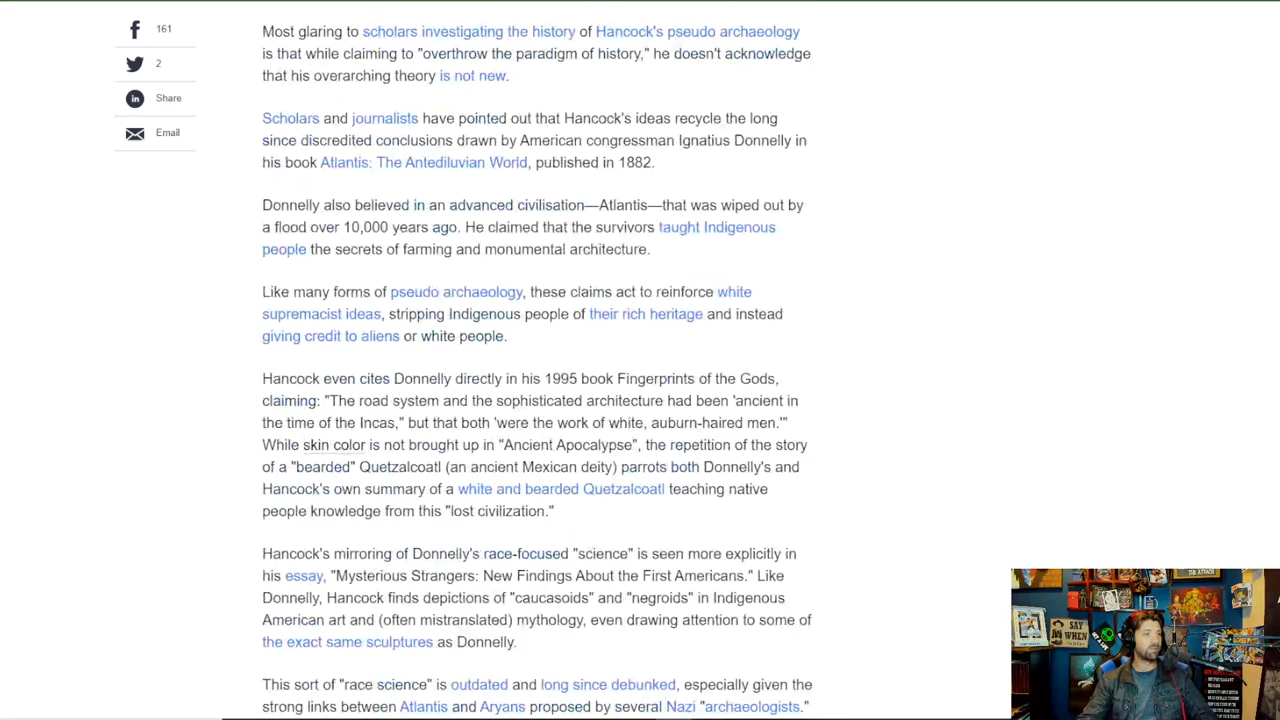 161
2
Share
Email
Most glaring to scholars investigating the history of Hancock's pseudo archaeology
is that while claiming to "overthrow the paradigm of history," he doesn't acknowledge
that his overarching theory is not new.
Scholars and journalists have pointed out that Hancock's ideas recycle the long
since discredited conclusions drawn by American congressman Ignatius Donnelly in
his book Atlantis: The Antediluvian World, published in 1882.
Donnelly also believed in an advanced civilisation—Atlantis—that was wiped out by
a flood over 10,000 years ago. He claimed that the survivors taught Indigenous
people the secrets of farming and monumental architecture.
Like many forms of pseudo archaeology, these claims act to reinforce white
supremacist ideas, stripping Indigenous people of their rich heritage and instead
giving credit to aliens or white people.
Hancock even cites Donnelly directly in his 1995 book Fingerprints of the Gods,
claiming: "The road system and the sophisticated architecture had been 'ancient in
the time of the Incas," but that both 'were the work of white, auburn-haired men.'"
While skin color is not brought up in "Ancient Apocalypse", the repetition of the story
of a "bearded" Quetzalcoatl (an ancient Mexican deity) parrots both Donnelly's and
Hancock's own summary of a white and bearded Quetzalcoatl teaching native
people knowledge from this "lost civilization."
Hancock's mirroring of Donnelly's race-focused "science" is seen more explicitly in
his essay, "Mysterious Strangers: New Findings About the First Americans." Like
Donnelly, Hancock finds depictions of "caucasoids" and "negroids" in Indigenous
American art and (often mistranslated) mythology, even drawing attention to some of
the exact same sculptures as Donnelly.
This sort of "race science" is outdated and long since debunked, especially given the
strong links between Atlantis and Aryans proposed by several Nazi "archaeologists."
SAY
WHEN